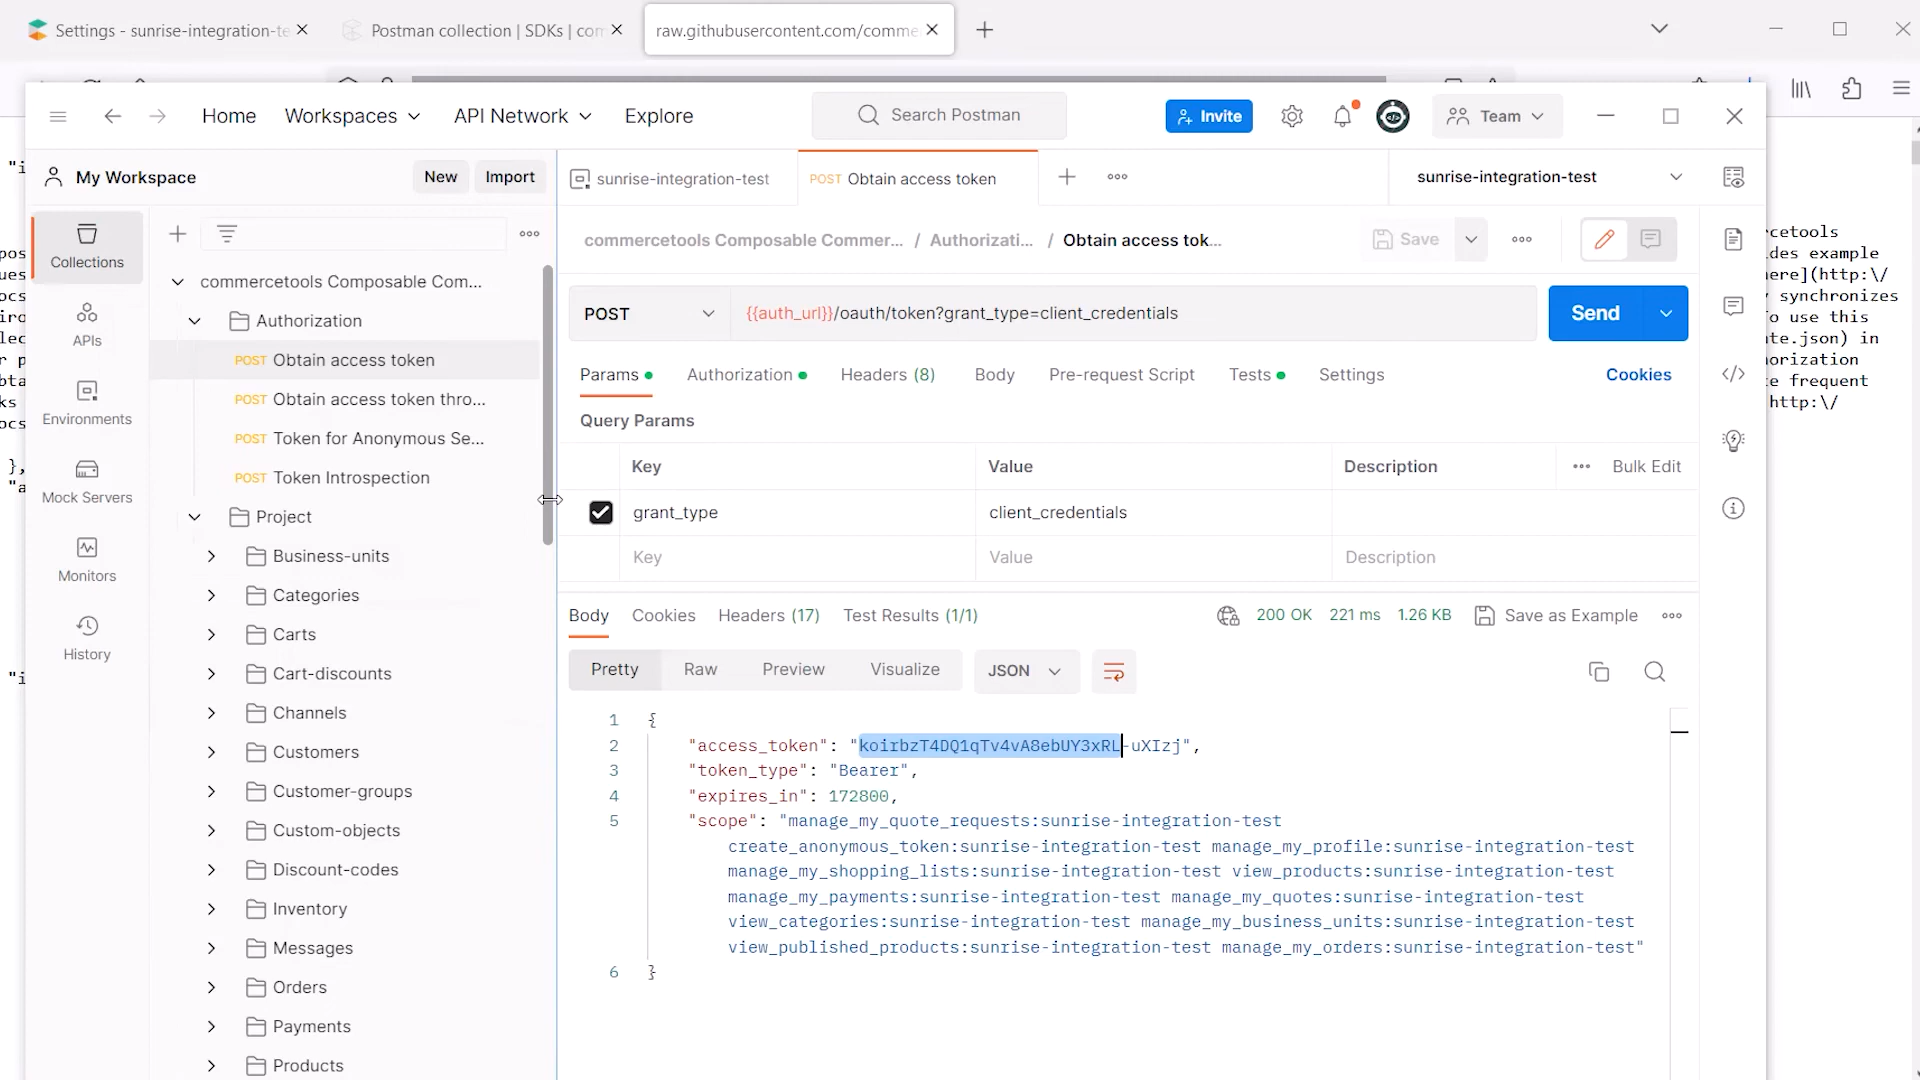 Settings - sunrise-integration-te
Postman collection | SDKs | com
raw.githubusercontent.com/comme
Home
Workspaces
API Network
Explore
Search Postman
Invite
Team
My Workspace
New
Import
sunrise-integration-test
POST Obtain access token
sunrise-integration-test
Collections
APIs
Environments
Mock Servers
Monitors
History
commercetools Composable Com...
Authorization
POST Obtain access token
POST Obtain access token thro...
POST Token for Anonymous Se...
POST Token Introspection
Project
Business-units
Categories
Carts
Cart-discounts
Channels
Customers
Customer-groups
Custom-objects
Discount-codes
Inventory
Messages
Orders
Payments
Products
commercetools Composable Commer... / Authorizati... / Obtain access tok...
Save
POST
{{auth_url}}/oauth/token?grant_type=client_credentials
Send
Params
Authorization
Headers (8)
Body
Pre-request Script
Tests
Settings
Cookies
Query Params
Key Value Description
Bulk Edit
grant_type client_credentials
Key Value Description
Body
Cookies
Headers (17)
Test Results (1/1)
200 OK 221 ms 1.26 KB
Save as Example
Pretty
Raw
Preview
Visualize
JSON
1 {
2 "access_token": "koirbzT4DQ1qTv4vA8ebUY3xRL-uXIzj",
3 "token_type": "Bearer",
4 "expires_in": 172800,
5 "scope": "manage_my_quote_requests:sunrise-integration-test
create_anonymous_token:sunrise-integration-test manage_my_profile:sunrise-integration-test
manage_my_shopping_lists:sunrise-integration-test view_products:sunrise-integration-test
manage_my_payments:sunrise-integration-test manage_my_quotes:sunrise-integration-test
view_categories:sunrise-integration-test manage_my_business_units:sunrise-integration-test
view_published_products:sunrise-integration-test manage_my_orders:sunrise-integration-test"
6 }
cetools
des example
here](http:\/
synchronizes
o use this
te.json) in
orization
e frequent
http:\/